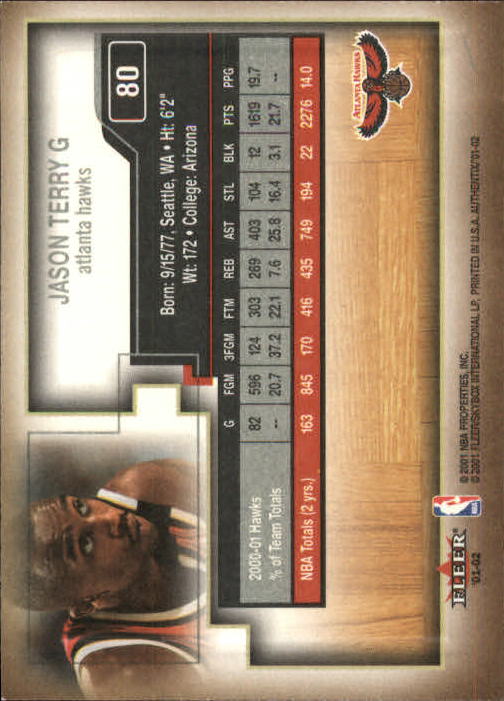 80
JASON TERRY G
atlanta hawks
Born: 9/15/77, Seattle, WA • Ht: 6'2"
Wt: 172 • College: Arizona
G FGM 3FGM FTM REB AST STL BLK PTS PPG
2000-01 Hawks 82 596 124 303 269 403 104 12 1619 19.7
% of Team Totals -- 20.7 37.2 22.1 7.6 25.8 16.4 3.1 21.7 --
NBA Totals (2 yrs.) 163 845 170 416 435 749 194 22 2276 14.0
ATLANTA HAWKS
FLEER
'01-02
NBA
© 2001 NBA PROPERTIES, INC.
© 2001 FLEER/SKYBOX INTERNATIONAL LP, PRINTED IN U.S.A. AUTHENTIX '01-02